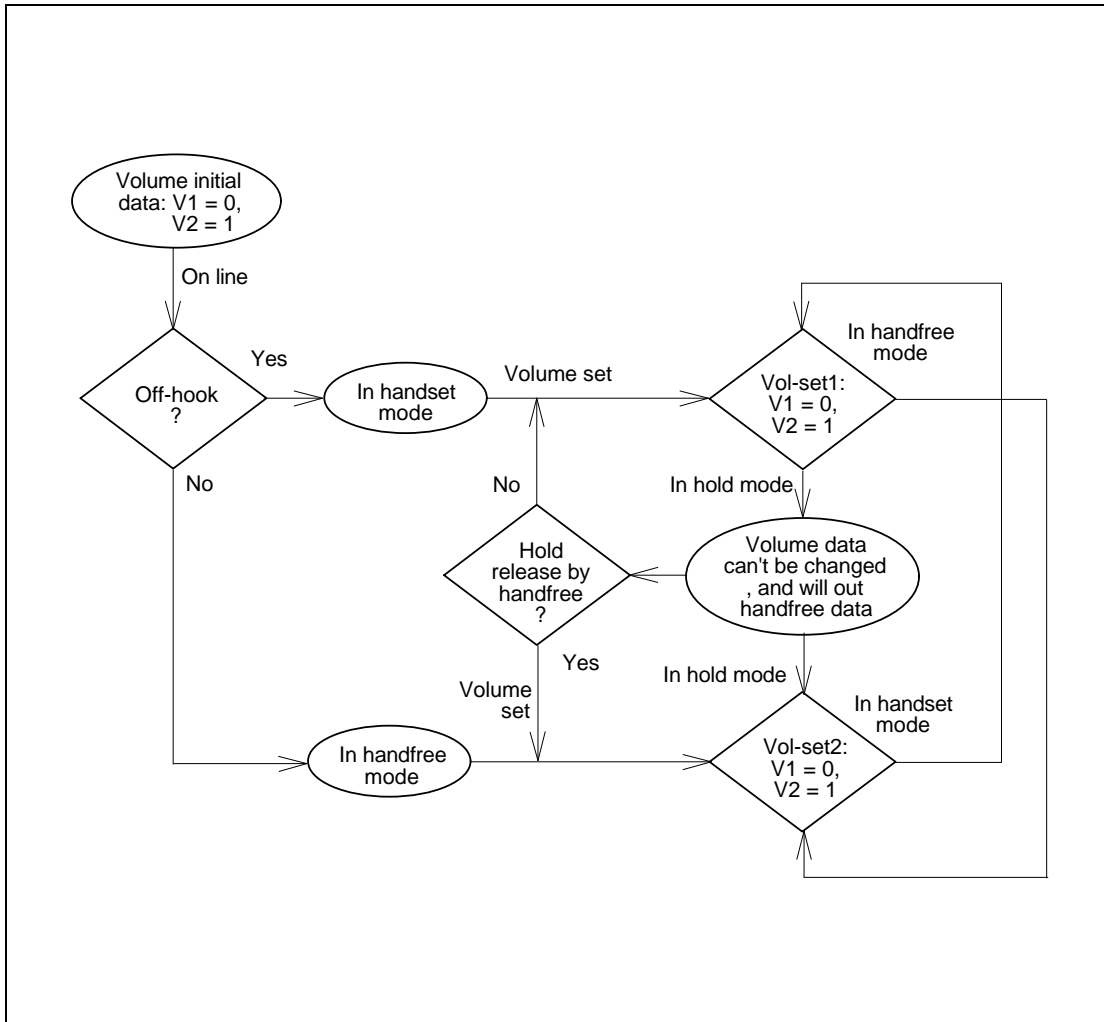 Volume initial
data: V1 = 0,
V2 = 1
On line
Off-hook
?
Yes
No
In handset
mode
Volume set
Vol-set1:
V1 = 0,
V2 = 1
In handfree
mode
In hold mode
Volume data
can't be changed
, and will out
handfree data
Hold
release by
handfree
?
No
Yes
Volume
set
In hold mode
In handfree
mode
Vol-set2:
V1 = 0,
V2 = 1
In handset
mode